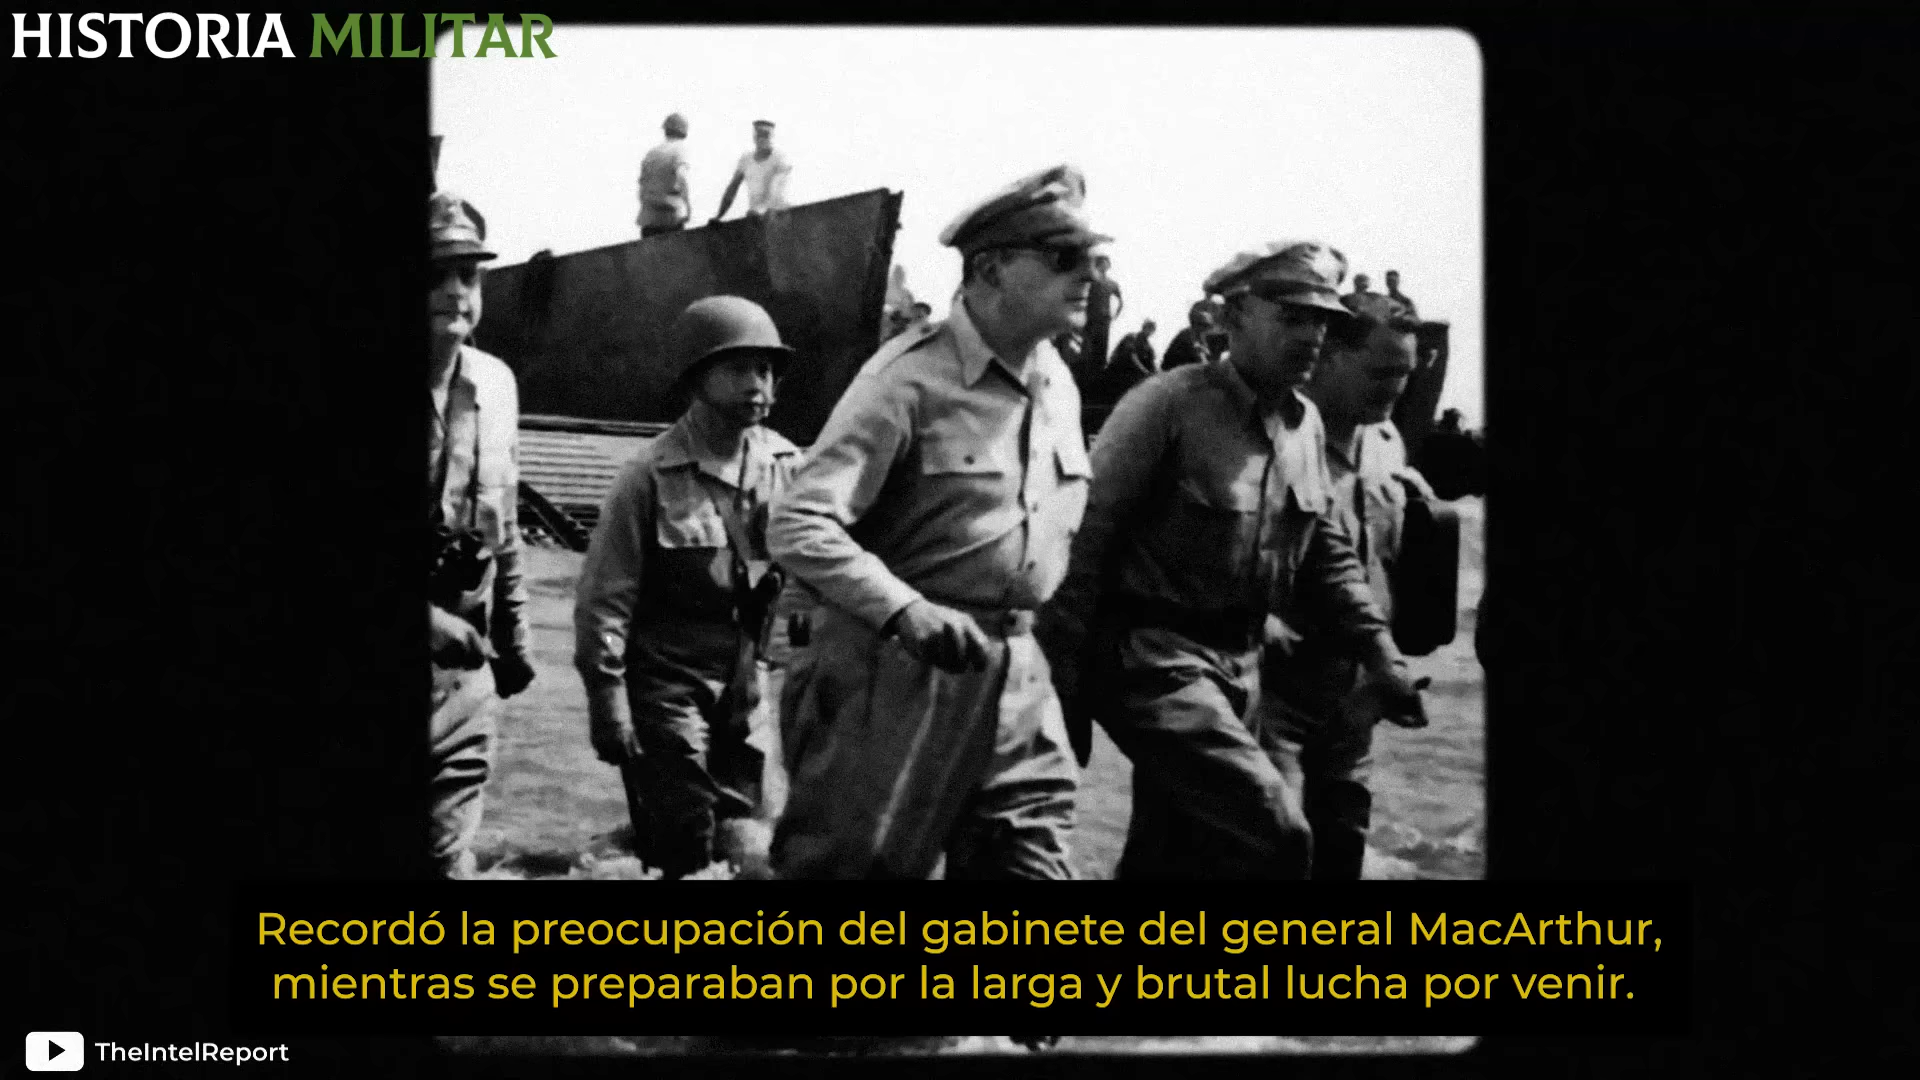 HISTORIA MILITAR
Recordó la preocupación del gabinete del general MacArthur,
mientras se preparaban por la larga y brutal lucha por venir.
TheIntelReport